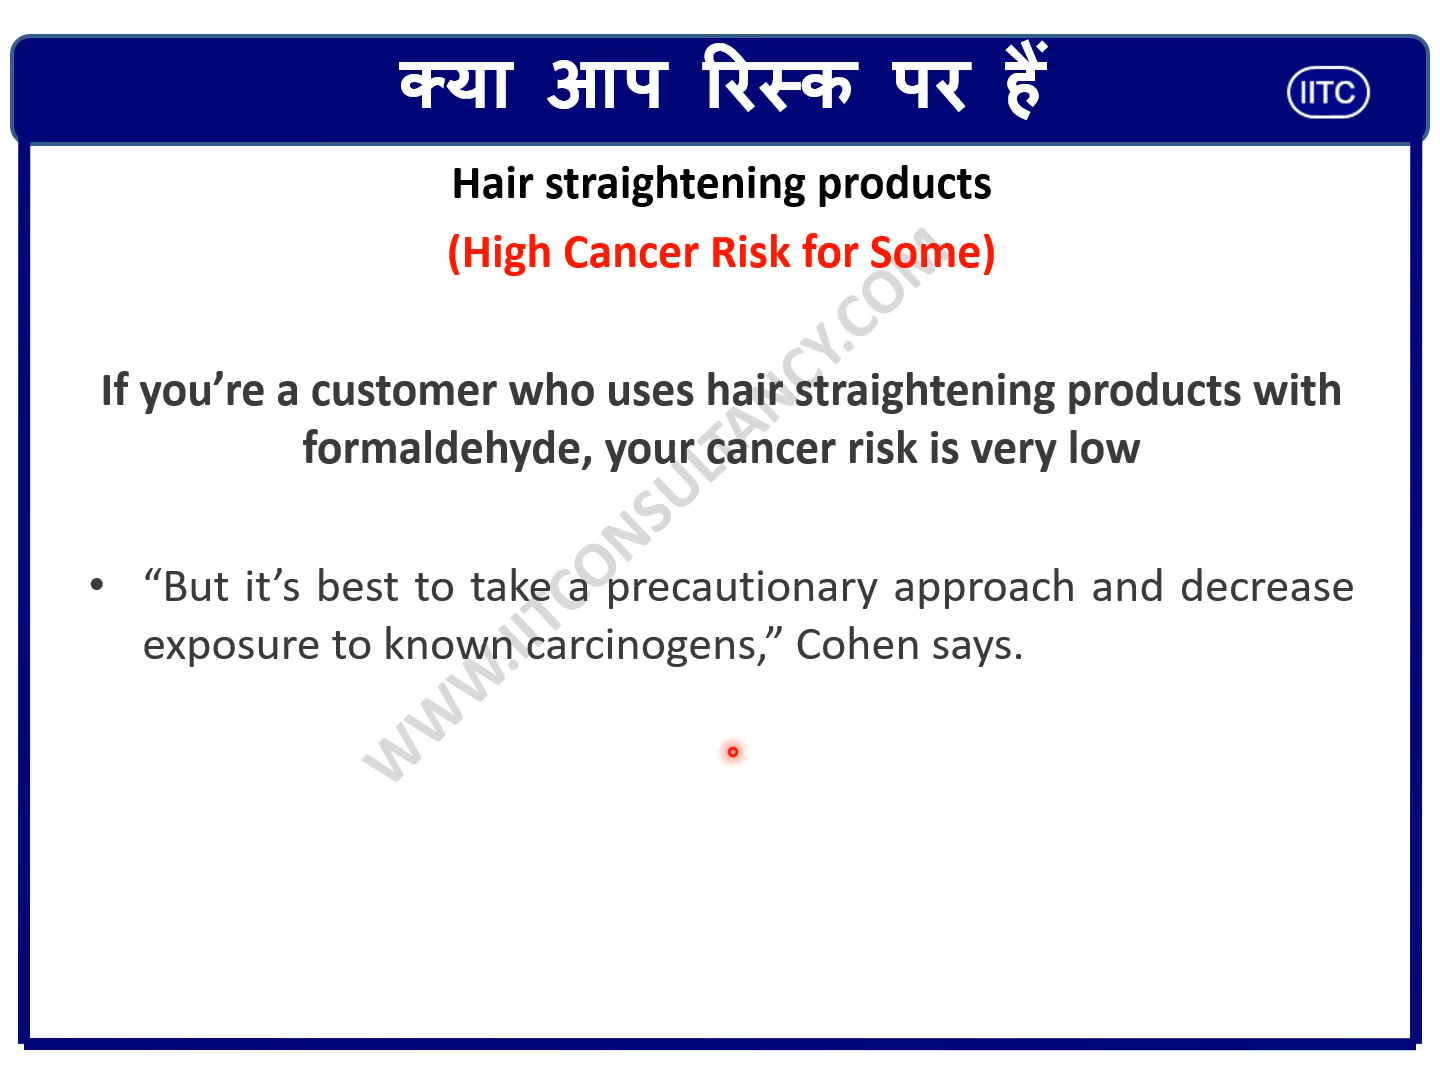 क्या आप रिस्क पर हैं
IITC
Hair straightening products
(High Cancer Risk for Some)
If you’re a customer who uses hair straightening products with
formaldehyde, your cancer risk is very low
• “But it’s best to take a precautionary approach and decrease
exposure to known carcinogens,” Cohen says.
WWW.IITCONSULTANCY.COM